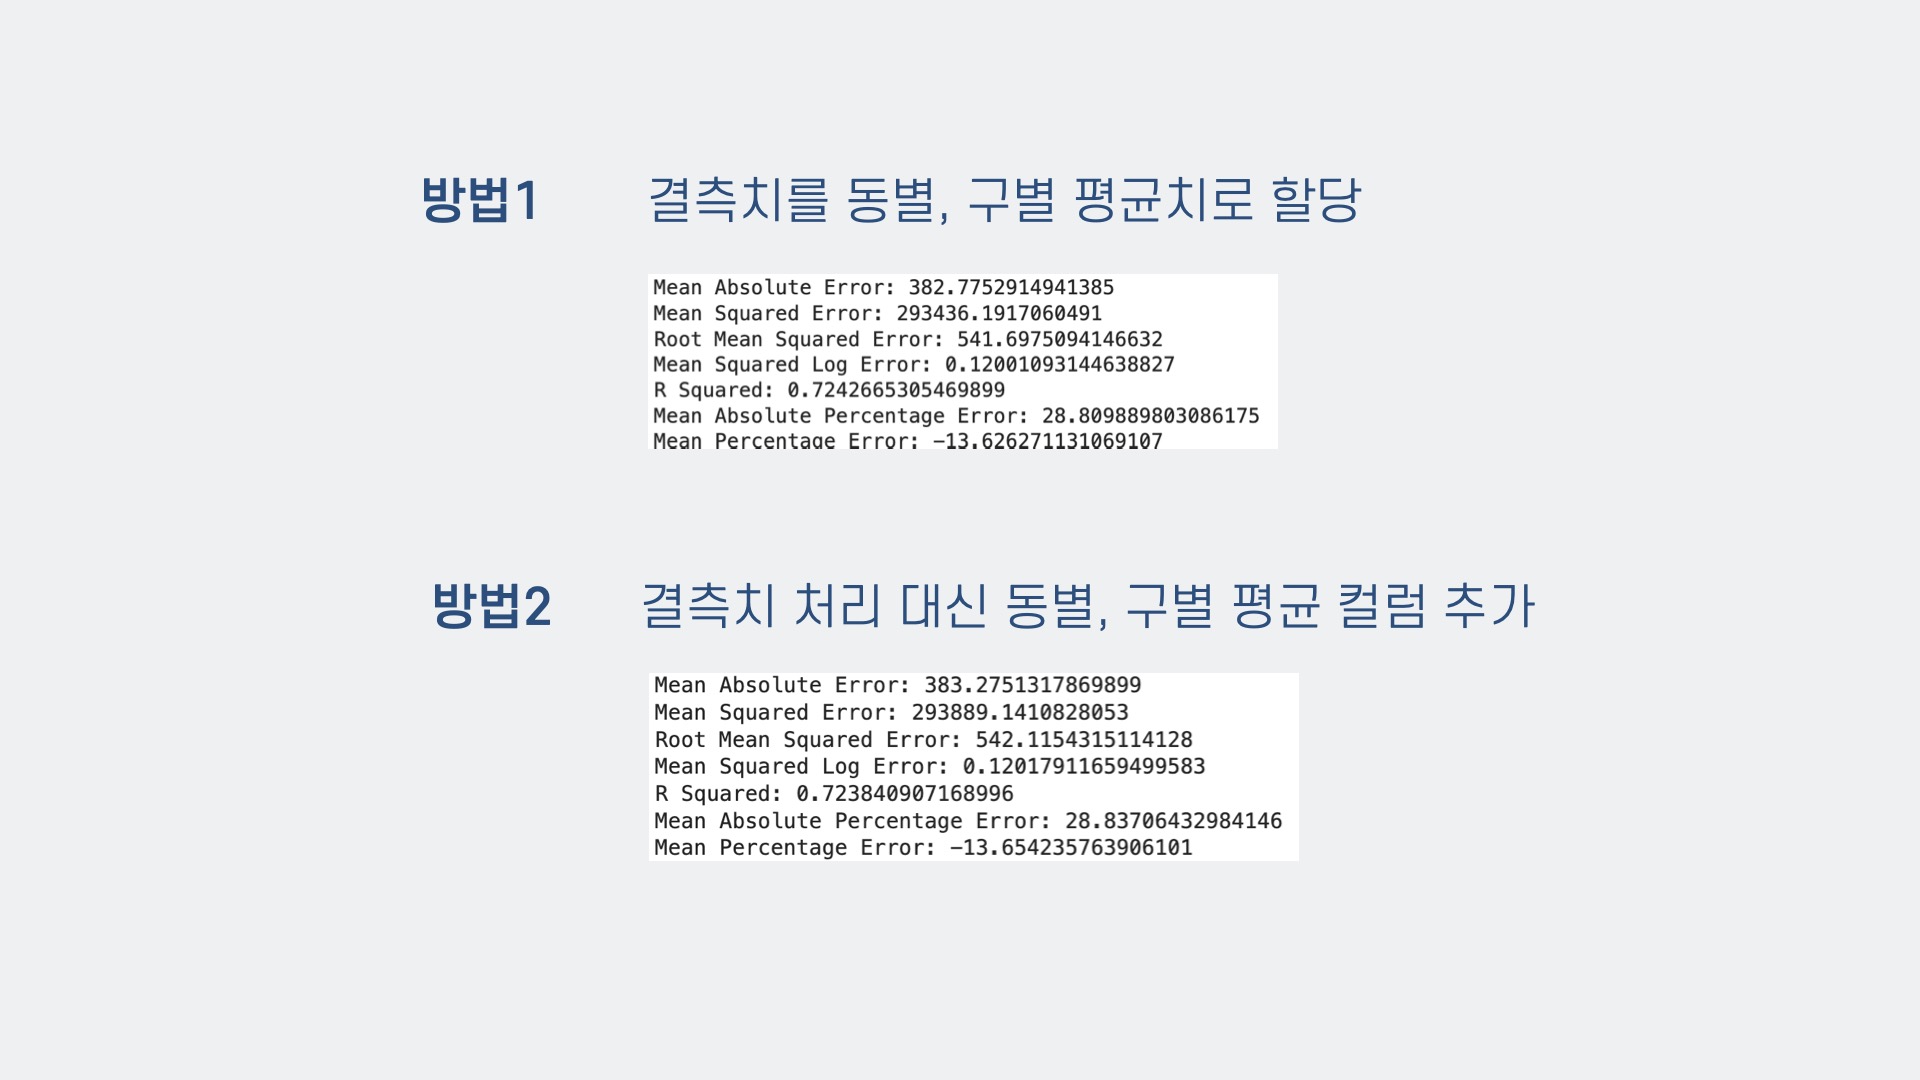 방법1 결측치를 동별, 구별 평균치로 할당
Mean Absolute Error: 382.7752914941385
Mean Squared Error: 293436.1917060491
Root Mean Squared Error: 541.6975094146632
Mean Squared Log Error: 0.12001093144638827
R Squared: 0.7242665305469899
Mean Absolute Percentage Error: 28.809889803086175
Mean Percentage Error: -13.626271131069107
방법2 결측치 처리 대신 동별, 구별 평균 컬럼 추가
Mean Absolute Error: 383.2751317869899
Mean Squared Error: 293889.1410828053
Root Mean Squared Error: 542.1154315114128
Mean Squared Log Error: 0.12017911659499583
R Squared: 0.723840907168996
Mean Absolute Percentage Error: 28.83706432984146
Mean Percentage Error: -13.654235763906101